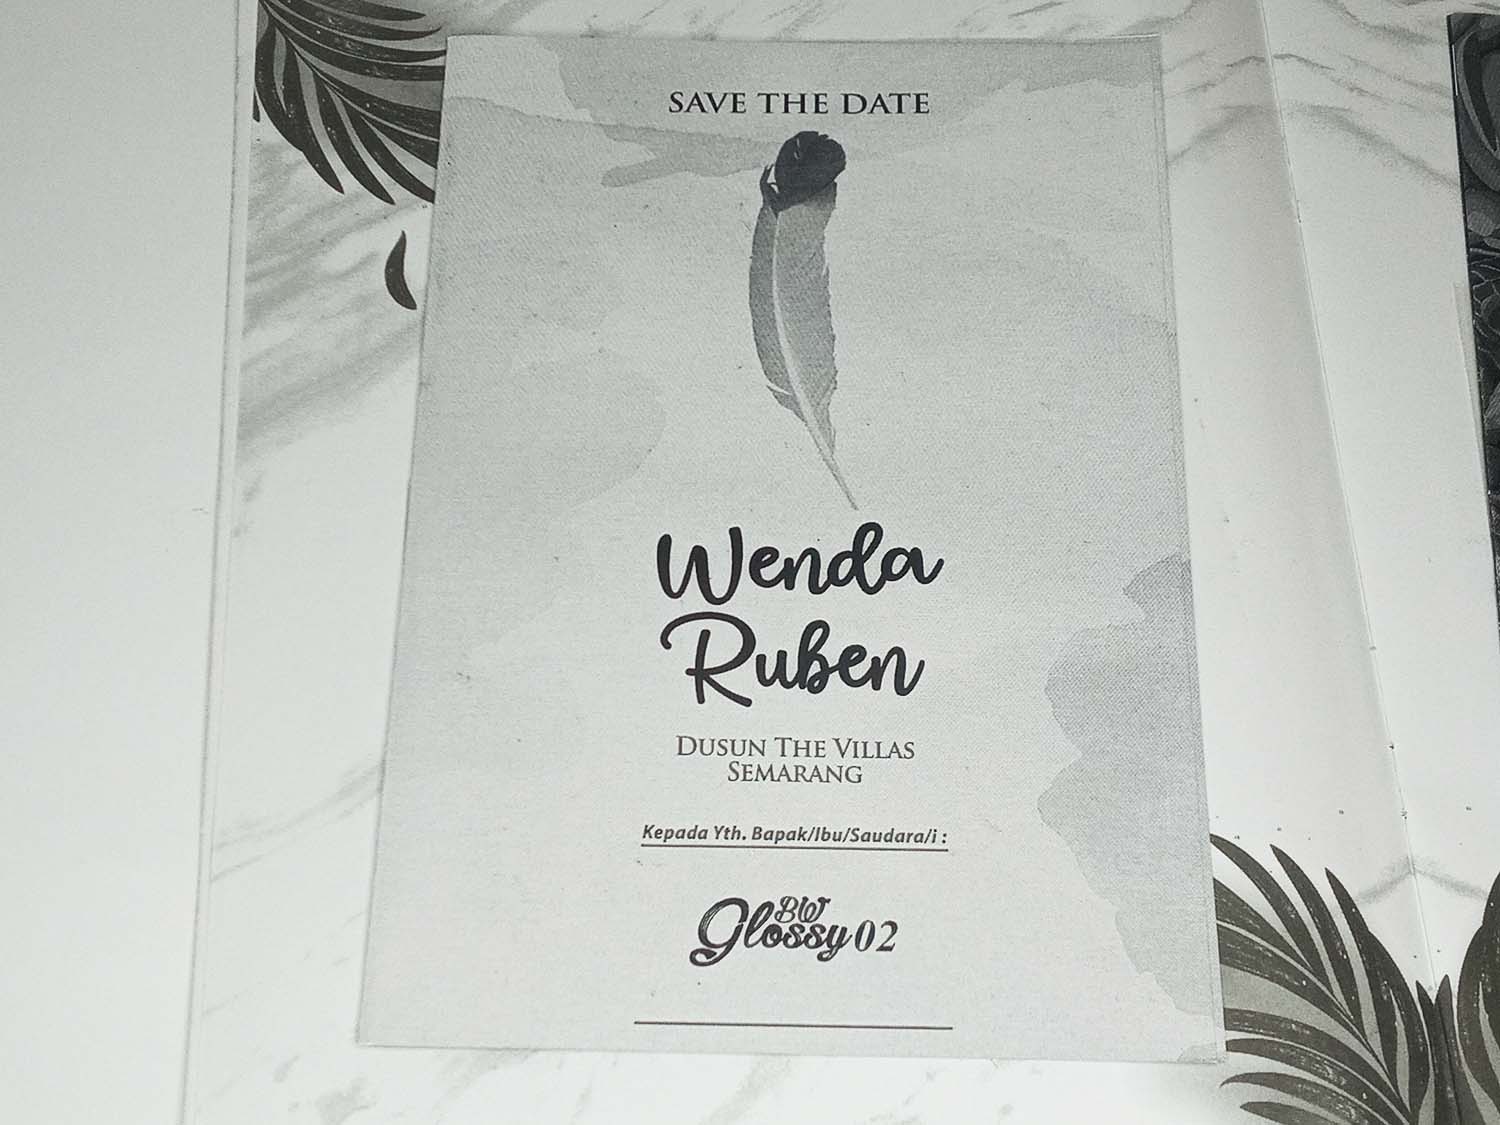 SAVE THE DATE
Wenda
Ruben
DUSUN THE VILLAS
SEMARANG
Kepada Yth. Bapak/Ibu/Saudara/i :
BW
Glossy 02